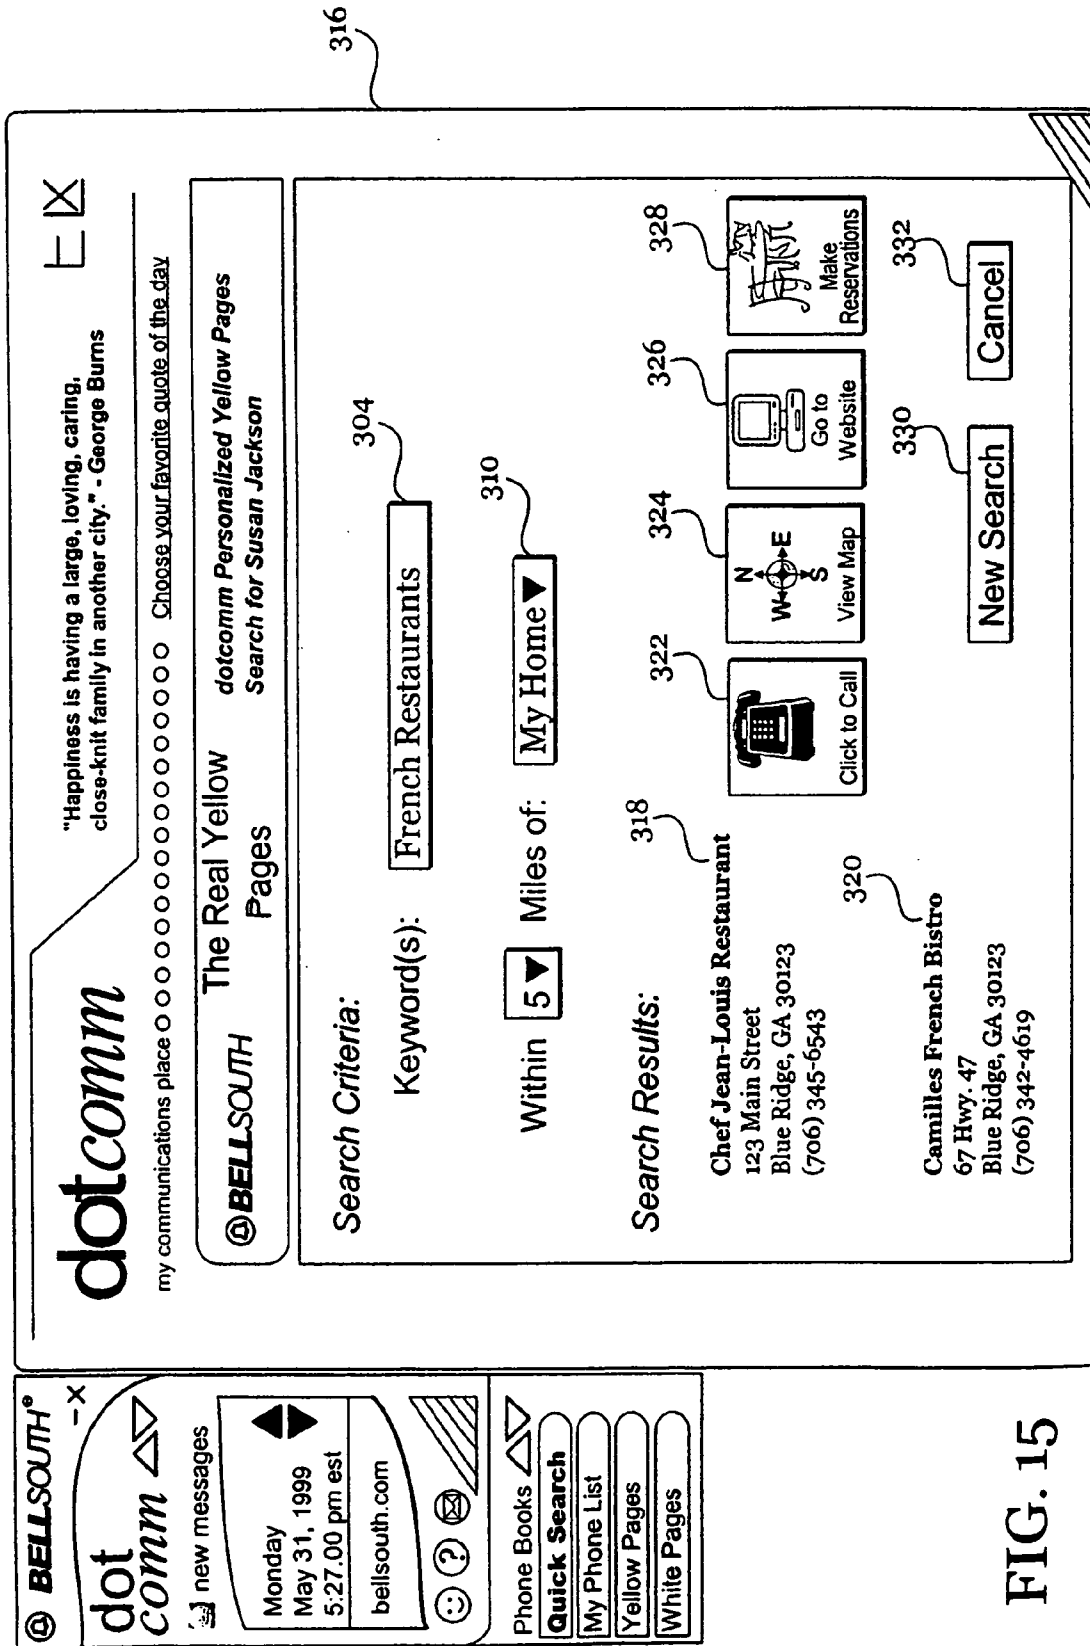 BELLSOUTH®
– X
dot
comm
new messages
Monday
May 31, 1999
5:27.00 pm est
bellsouth.com
?
Phone Books
Quick Search
My Phone List
Yellow Pages
White Pages
dotcomm
"Happiness is having a large, loving, caring,
close-knit family in another city." - George Burns
my communications place
Choose your favorite quote of the day
BELLSOUTH
The Real Yellow
Pages
dotcomm Personalized Yellow Pages
Search for Susan Jackson
316
Search Criteria:
Keyword(s):
French Restaurants
304
Within
5
Miles of:
My Home
310
Search Results:
Chef Jean-Louis Restaurant
123 Main Street
Blue Ridge, GA 30123
(706) 345-6543
318
Click to Call
322
N
W E
S
View Map
324
Go to
Website
326
Make
Reservations
328
Camilles French Bistro
67 Hwy. 47
Blue Ridge, GA 30123
(706) 342-4619
320
New Search
330
Cancel
332
FIG. 15